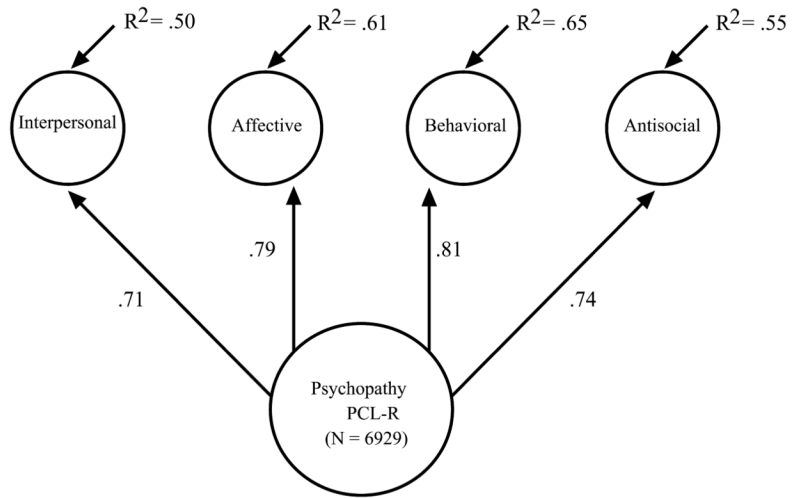 R²= .50
R²= .61
R²= .65
R²= .55
Interpersonal
Affective
Behavioral
Antisocial
.71
.79
.81
.74
Psychopathy
PCL-R
(N = 6929)